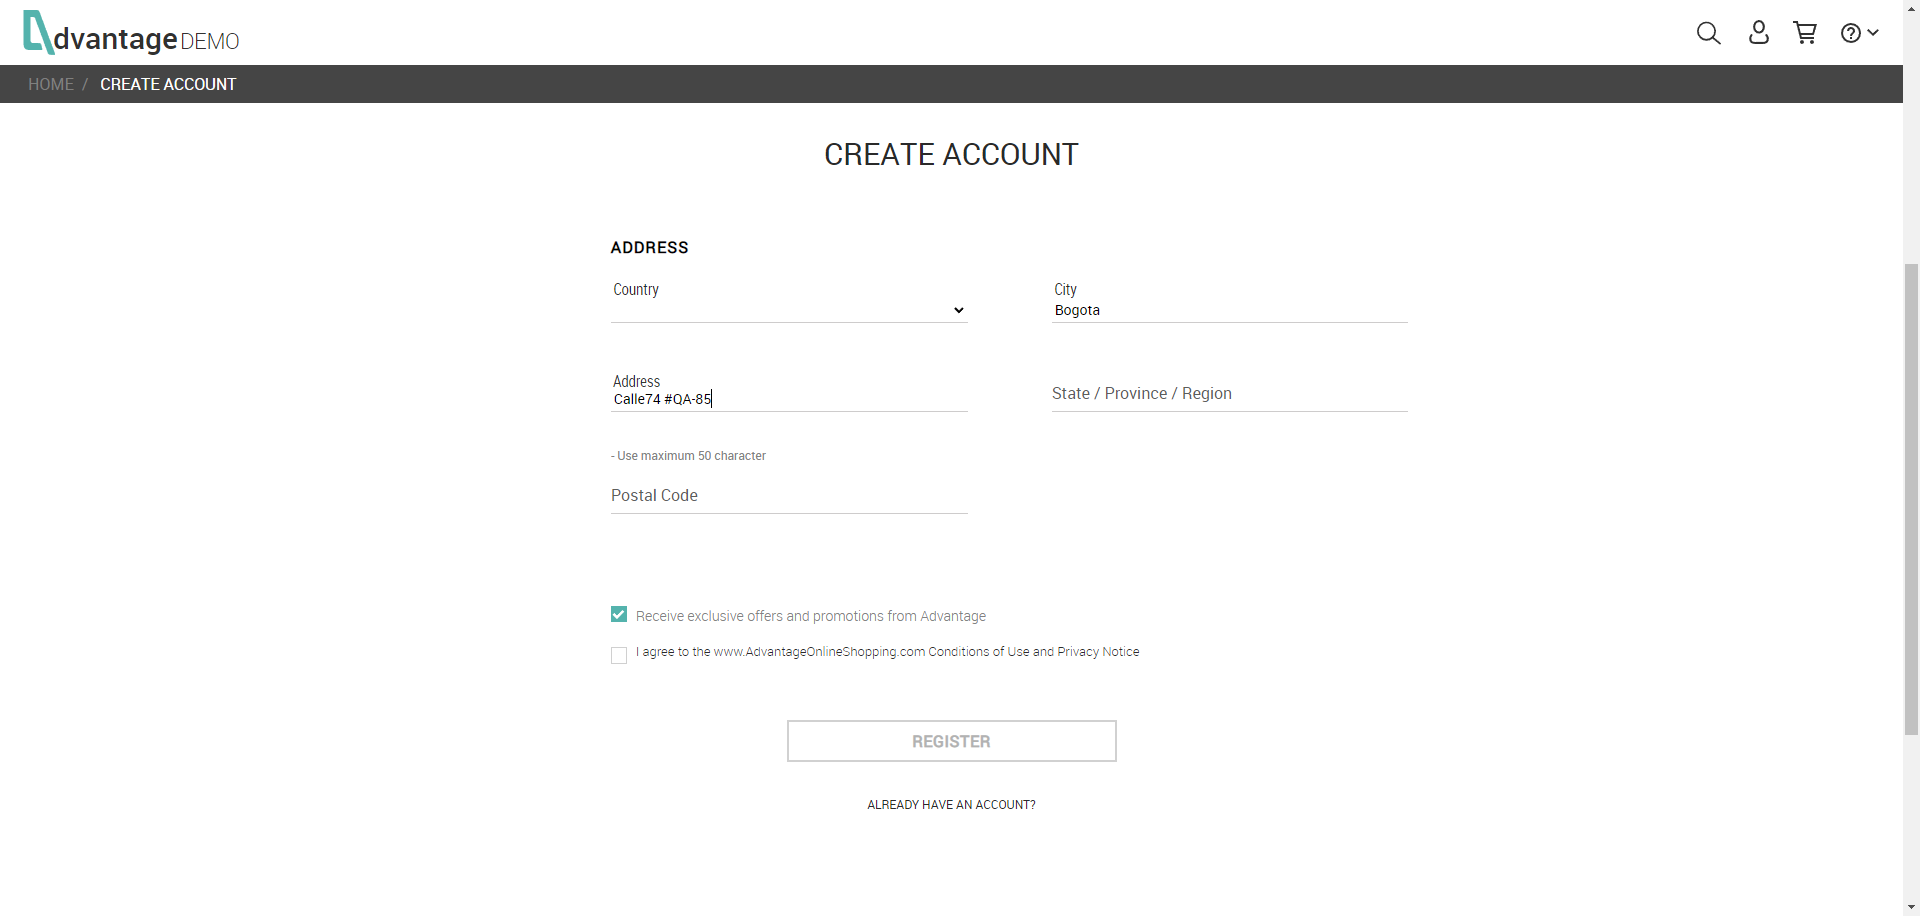 dvantage DEMO
HOME / CREATE ACCOUNT
CREATE ACCOUNT
ADDRESS
Country
City
Bogota
Address
Calle74 #QA-85
State / Province / Region
- Use maximum 50 character
Postal Code
Receive exclusive offers and promotions from Advantage
I agree to the www.AdvantageOnlineShopping.com Conditions of Use and Privacy Notice
REGISTER
ALREADY HAVE AN ACCOUNT?